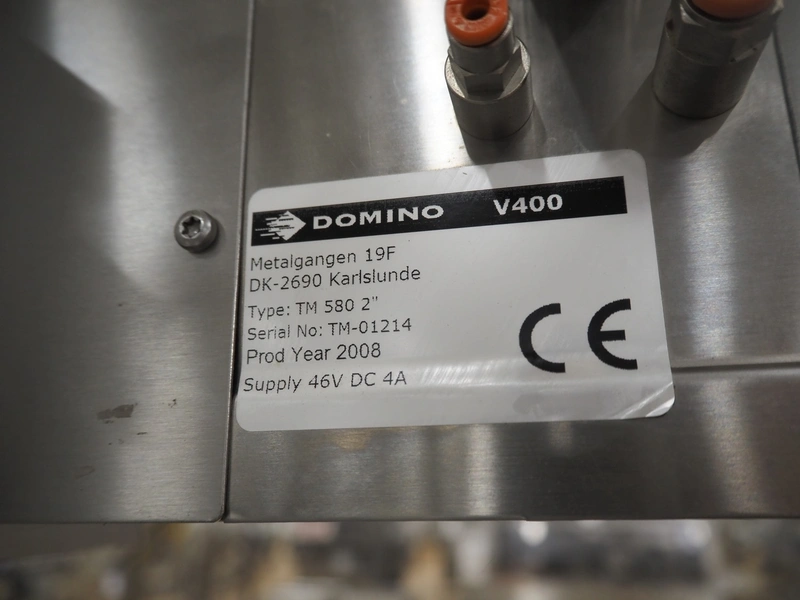 DOMINO V400
Metalgangen 19F
DK-2690 Karlslunde
Type: TM 580 2"
Serial No: TM-01214
Prod Year 2008
Supply 46V DC 4A
CE